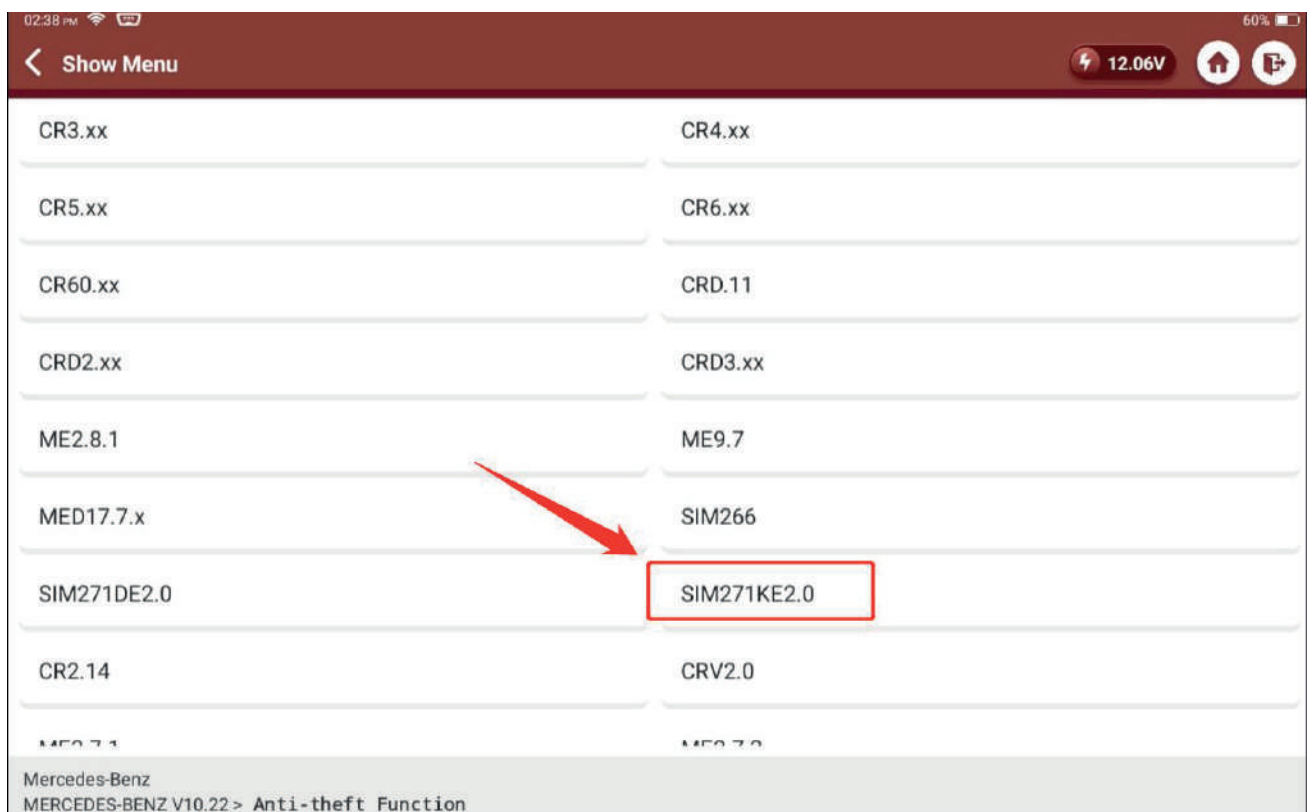 02:38 PM 60%
Show Menu 12.06V
CR3.xx CR4.xx
CR5.xx CR6.xx
CR60.xx CRD.11
CRD2.xx CRD3.xx
ME2.8.1 ME9.7
MED17.7.x SIM266
SIM271DE2.0 SIM271KE2.0
CR2.14 CRV2.0
Mercedes-Benz
MERCEDES-BENZ V10.22 > Anti-theft Function